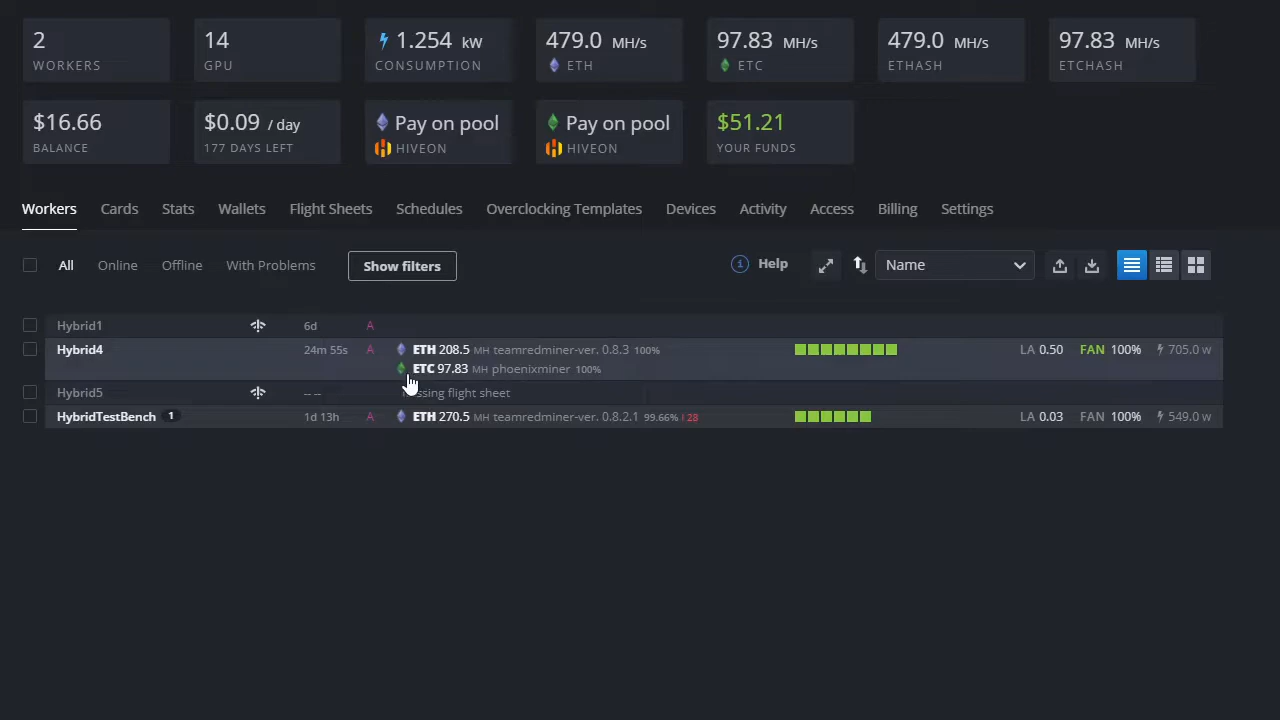 2 14 1.254 kW 479.0 MH/s 97.83 MH/s 479.0 MH/s 97.83 MH/s
WORKERS GPU CONSUMPTION ETH ETC ETHASH ETCHASH
$16.66 $0.09 / day Pay on pool Pay on pool $51.21
BALANCE 177 DAYS LEFT HIVEON HIVEON YOUR FUNDS
Workers Cards Stats Wallets Flight Sheets Schedules Overclocking Templates Devices Activity Access Billing Settings
All Online Offline With Problems Show filters Help Name
Hybrid1 6d A
Hybrid4 24m 55s A ETH 208.5 MH teamredminer-ver. 0.8.3 100% LA 0.50 FAN 100% 705.0 w
ETC 97.83 MH phoenixminer 100%
Hybrid5 -- -- flight sheet
HybridTestBench 1 1d 13h A ETH 270.5 MH teamredminer-ver. 0.8.2.1 99.66% | 28 LA 0.03 FAN 100% 549.0 w